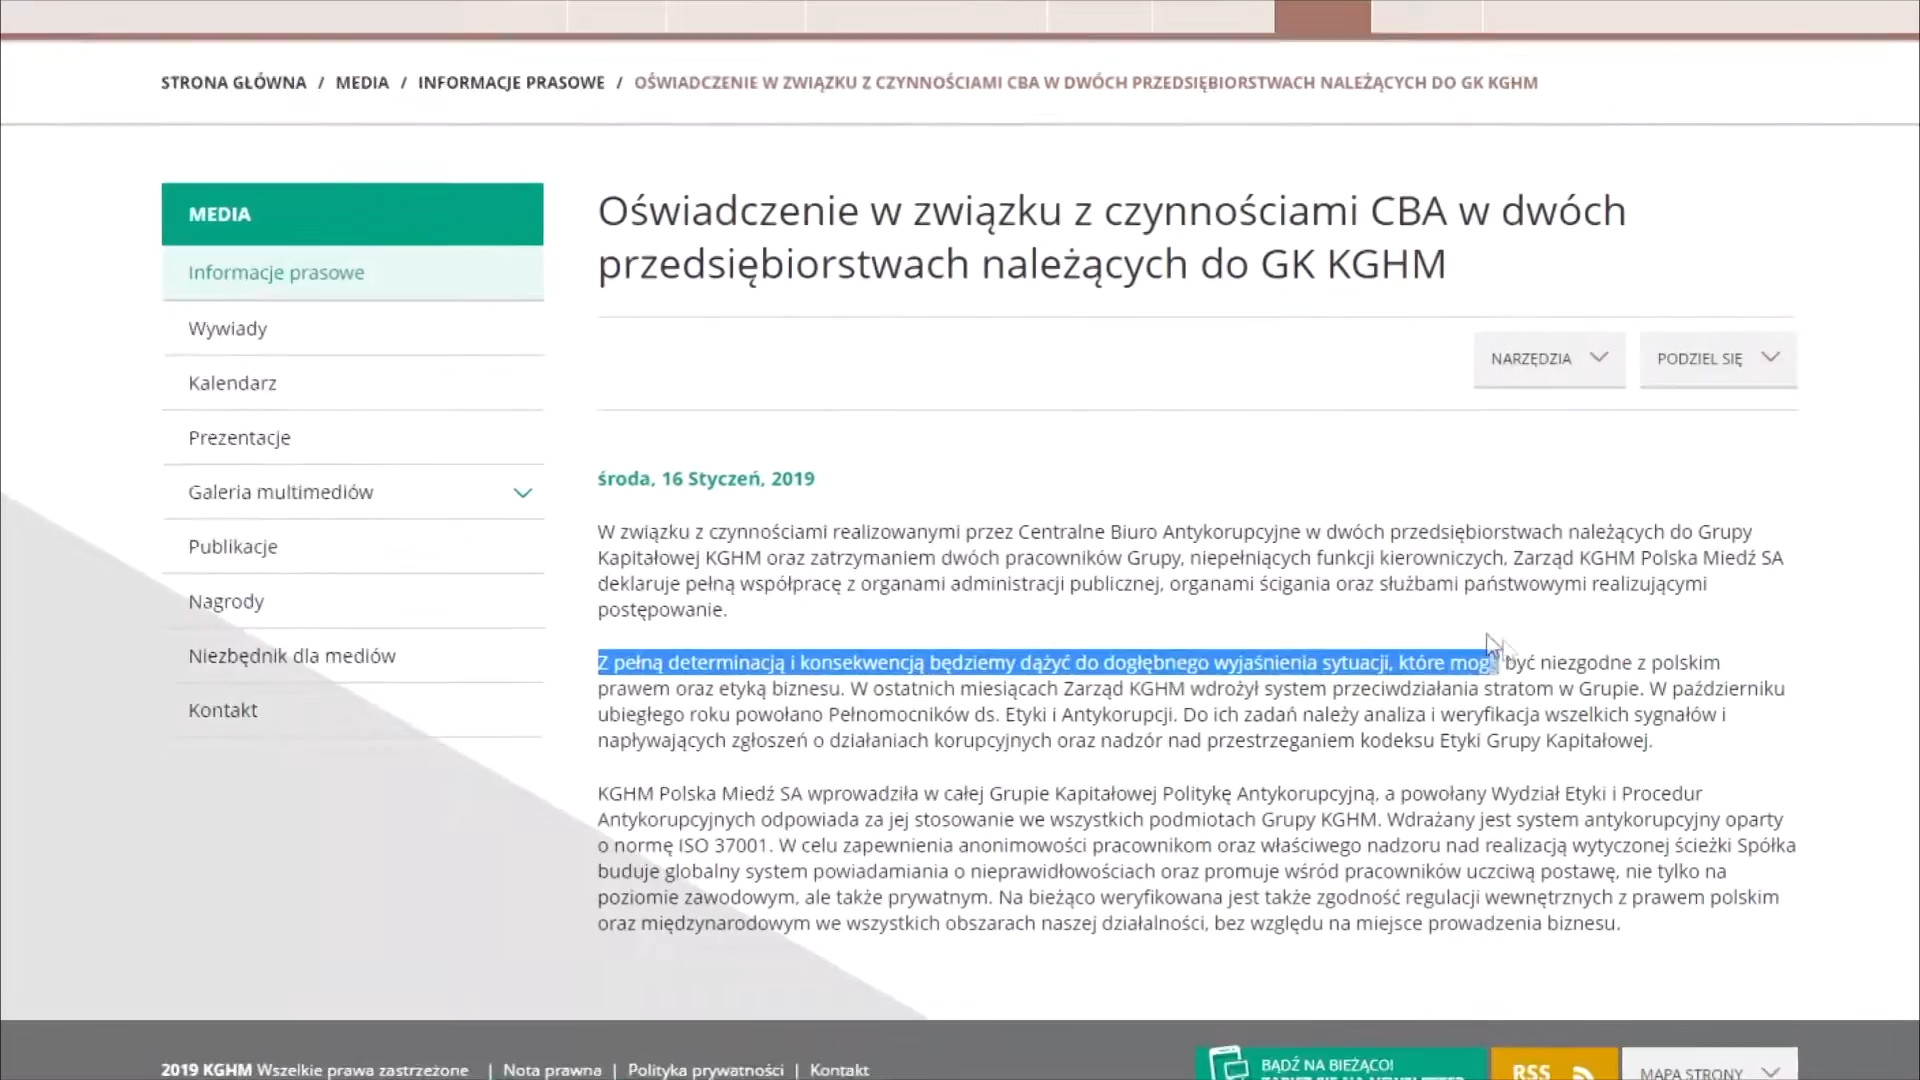 STRONA GŁÓWNA / MEDIA / INFORMACJE PRASOWE / OŚWIADCZENIE W ZWIĄZKU Z CZYNNOŚCIAMI CBA W DWÓCH PRZEDSIĘBIORSTWACH NALEŻĄCYCH DO GK KGHM
MEDIA
Informacje prasowe
Wywiady
Kalendarz
Prezentacje
Galeria multimediów
Publikacje
Nagrody
Niezbędnik dla mediów
Kontakt
Oświadczenie w związku z czynnościami CBA w dwóch
przedsiębiorstwach należących do GK KGHM
NARZĘDZIA
PODZIEL SIĘ
środa, 16 Styczeń, 2019
W związku z czynnościami realizowanymi przez Centralne Biuro Antykorupcyjne w dwóch przedsiębiorstwach należących do Grupy
Kapitałowej KGHM oraz zatrzymaniem dwóch pracowników Grupy, niepełniących funkcji kierowniczych, Zarząd KGHM Polska Miedź SA
deklaruje pełną współpracę z organami administracji publicznej, organami ścigania oraz służbami państwowymi realizującymi
postępowanie.
Z pełną determinacją i konsekwencją będziemy dążyć do dogłębnego wyjaśnienia sytuacji, które mogą być niezgodne z polskim
prawem oraz etyką biznesu. W ostatnich miesiącach Zarząd KGHM wdrożył system przeciwdziałania stratom w Grupie. W październiku
ubiegłego roku powołano Pełnomocników ds. Etyki i Antykorupcji. Do ich zadań należy analiza i weryfikacja wszelkich sygnałów i
napływających zgłoszeń o działaniach korupcyjnych oraz nadzór nad przestrzeganiem kodeksu Etyki Grupy Kapitałowej.
KGHM Polska Miedź SA wprowadziła w całej Grupie Kapitałowej Politykę Antykorupcyjną, a powołany Wydział Etyki i Procedur
Antykorupcyjnych odpowiada za jej stosowanie we wszystkich podmiotach Grupy KGHM. Wdrażany jest system antykorupcyjny oparty
o normę ISO 37001. W celu zapewnienia anonimowości pracownikom oraz właściwego nadzoru nad realizacją wytyczonej ścieżki Spółka
buduje globalny system powiadamiania o nieprawidłowościach oraz promuje wśród pracowników uczciwą postawę, nie tylko na
poziomie zawodowym, ale także prywatnym. Na bieżąco weryfikowana jest także zgodność regulacji wewnętrznych z prawem polskim
oraz międzynarodowym we wszystkich obszarach naszej działalności, bez względu na miejsce prowadzenia biznesu.
2019 KGHM Wszelkie prawa zastrzeżone | Nota prawna | Polityka prywatności | Kontakt
BĄDŹ NA BIEŻĄCO!
RSS
MAPA STRONY